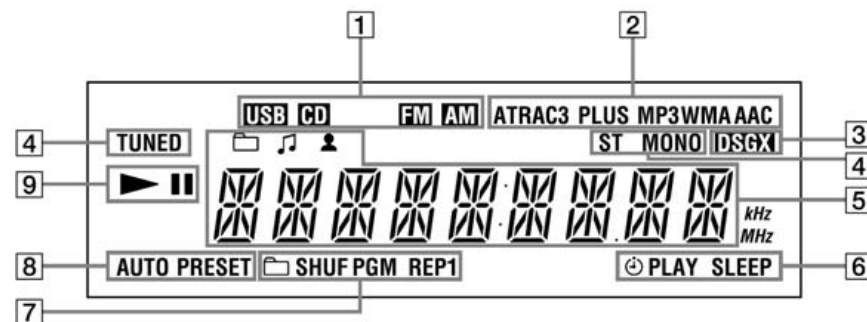 1 2
USB CD FM AM ATRAC3 PLUS MP3 WMA AAC
4 TUNED ST MONO DSGX 3
4
9 5
kHz
MHz
8 AUTO PRESET SHUF PGM REP1 PLAY SLEEP 6
7